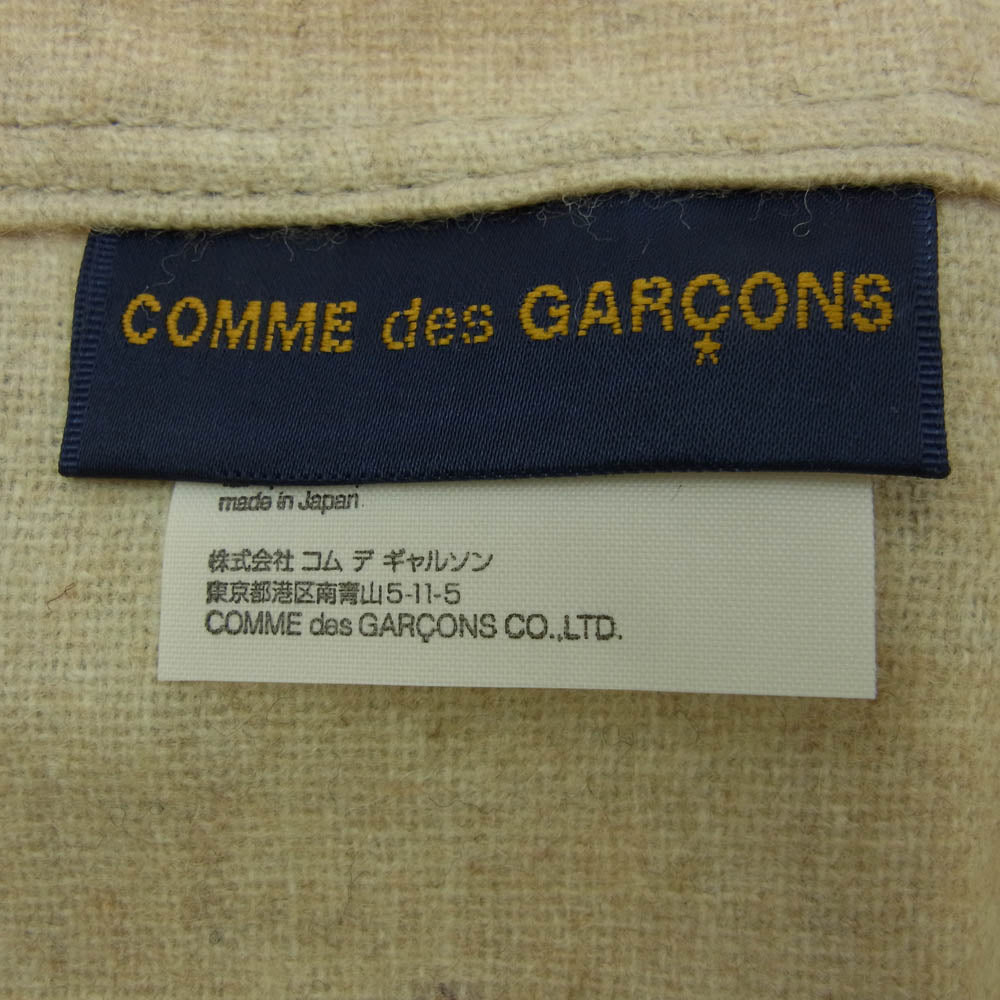 COMME des GARÇONS
made in Japan
株式会社 コム デ ギャルソン
東京都港区南青山5-11-5
COMME des GARÇONS CO.,LTD.